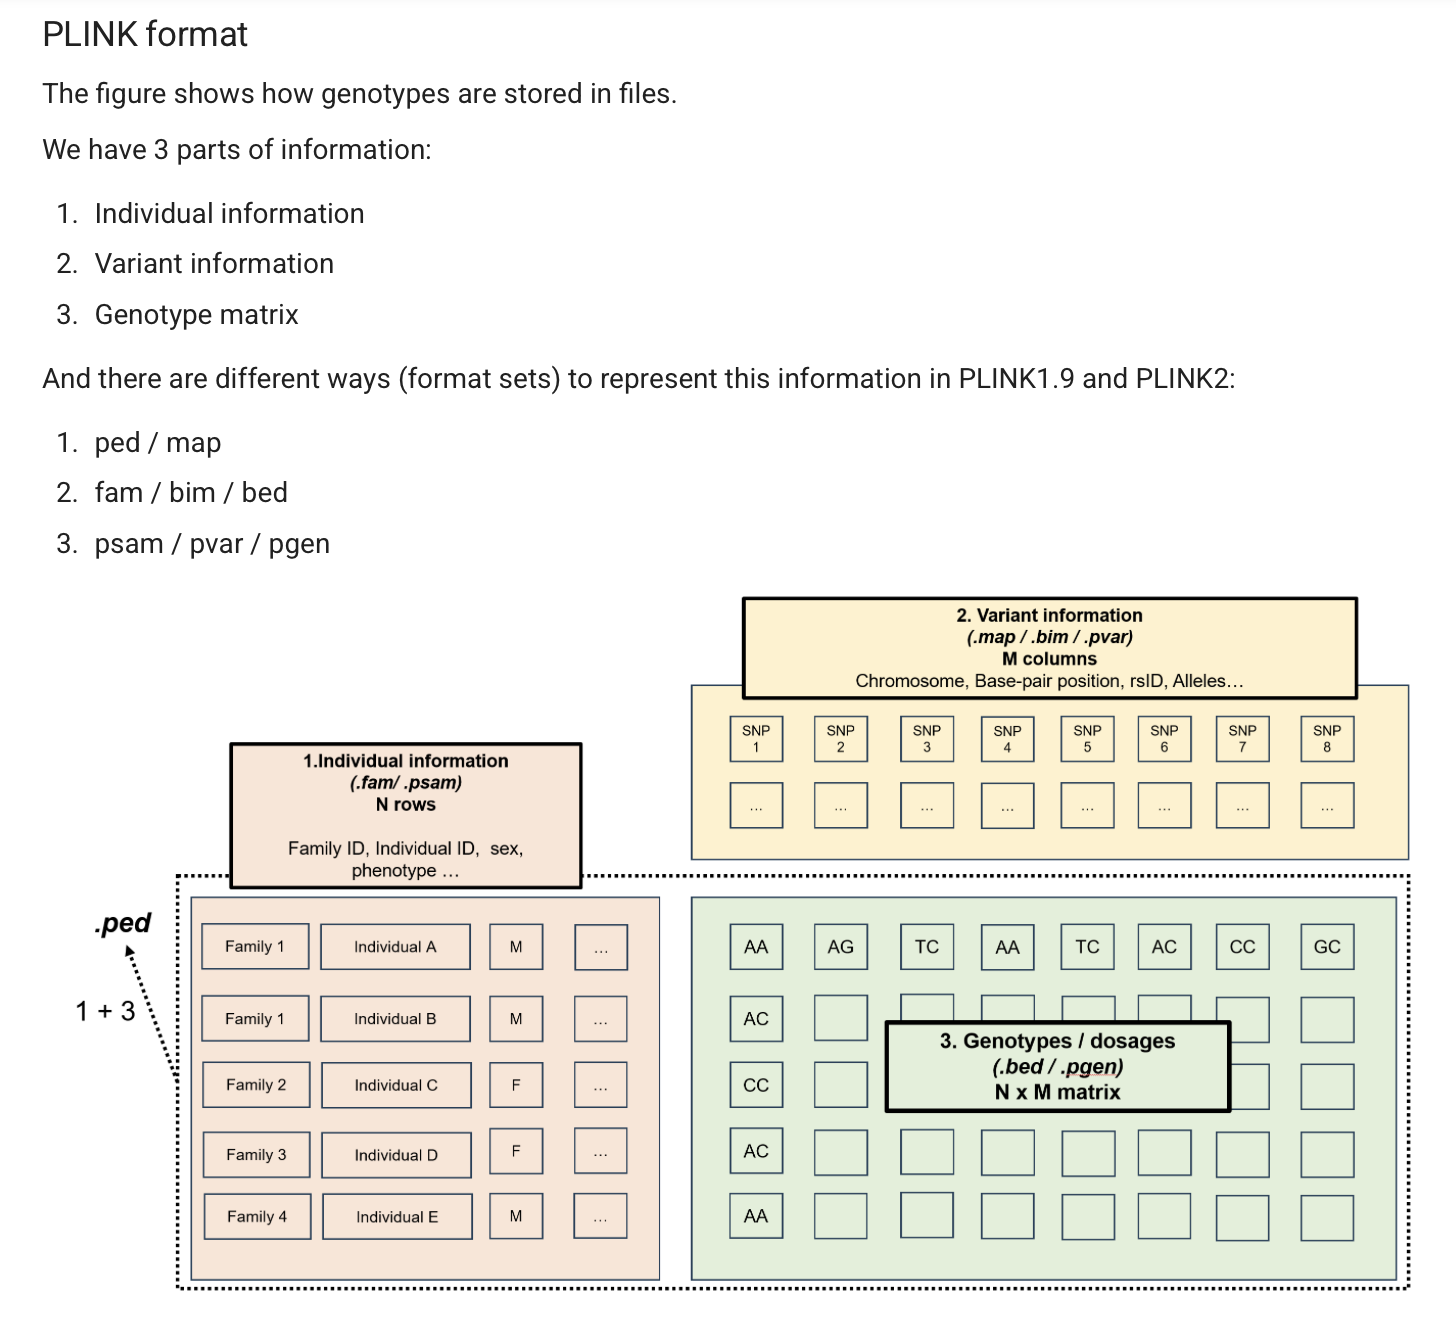 PLINK format
The figure shows how genotypes are stored in files.
We have 3 parts of information:
1. Individual information
2. Variant information
3. Genotype matrix
And there are different ways (format sets) to represent this information in PLINK1.9 and PLINK2:
1. ped / map
2. fam / bim / bed
3. psam / pvar / pgen
2. Variant information
(.map / .bim / .pvar)
M columns
Chromosome, Base-pair position, rsID, Alleles...
SNP 1
SNP 2
SNP 3
SNP 4
SNP 5
SNP 6
SNP 7
SNP 8
... ... ... ... ... ... ... ...
1.Individual information
(.fam/ .psam)
N rows
Family ID, Individual ID, sex,
phenotype ...
.ped
1 + 3
Family 1 Individual A M ...
Family 1 Individual B M ...
Family 2 Individual C F ...
Family 3 Individual D F ...
Family 4 Individual E M ...
AA AG TC AA TC AC CC GC
AC
CC
AC
AA
3. Genotypes / dosages
(.bed / .pgen)
N x M matrix